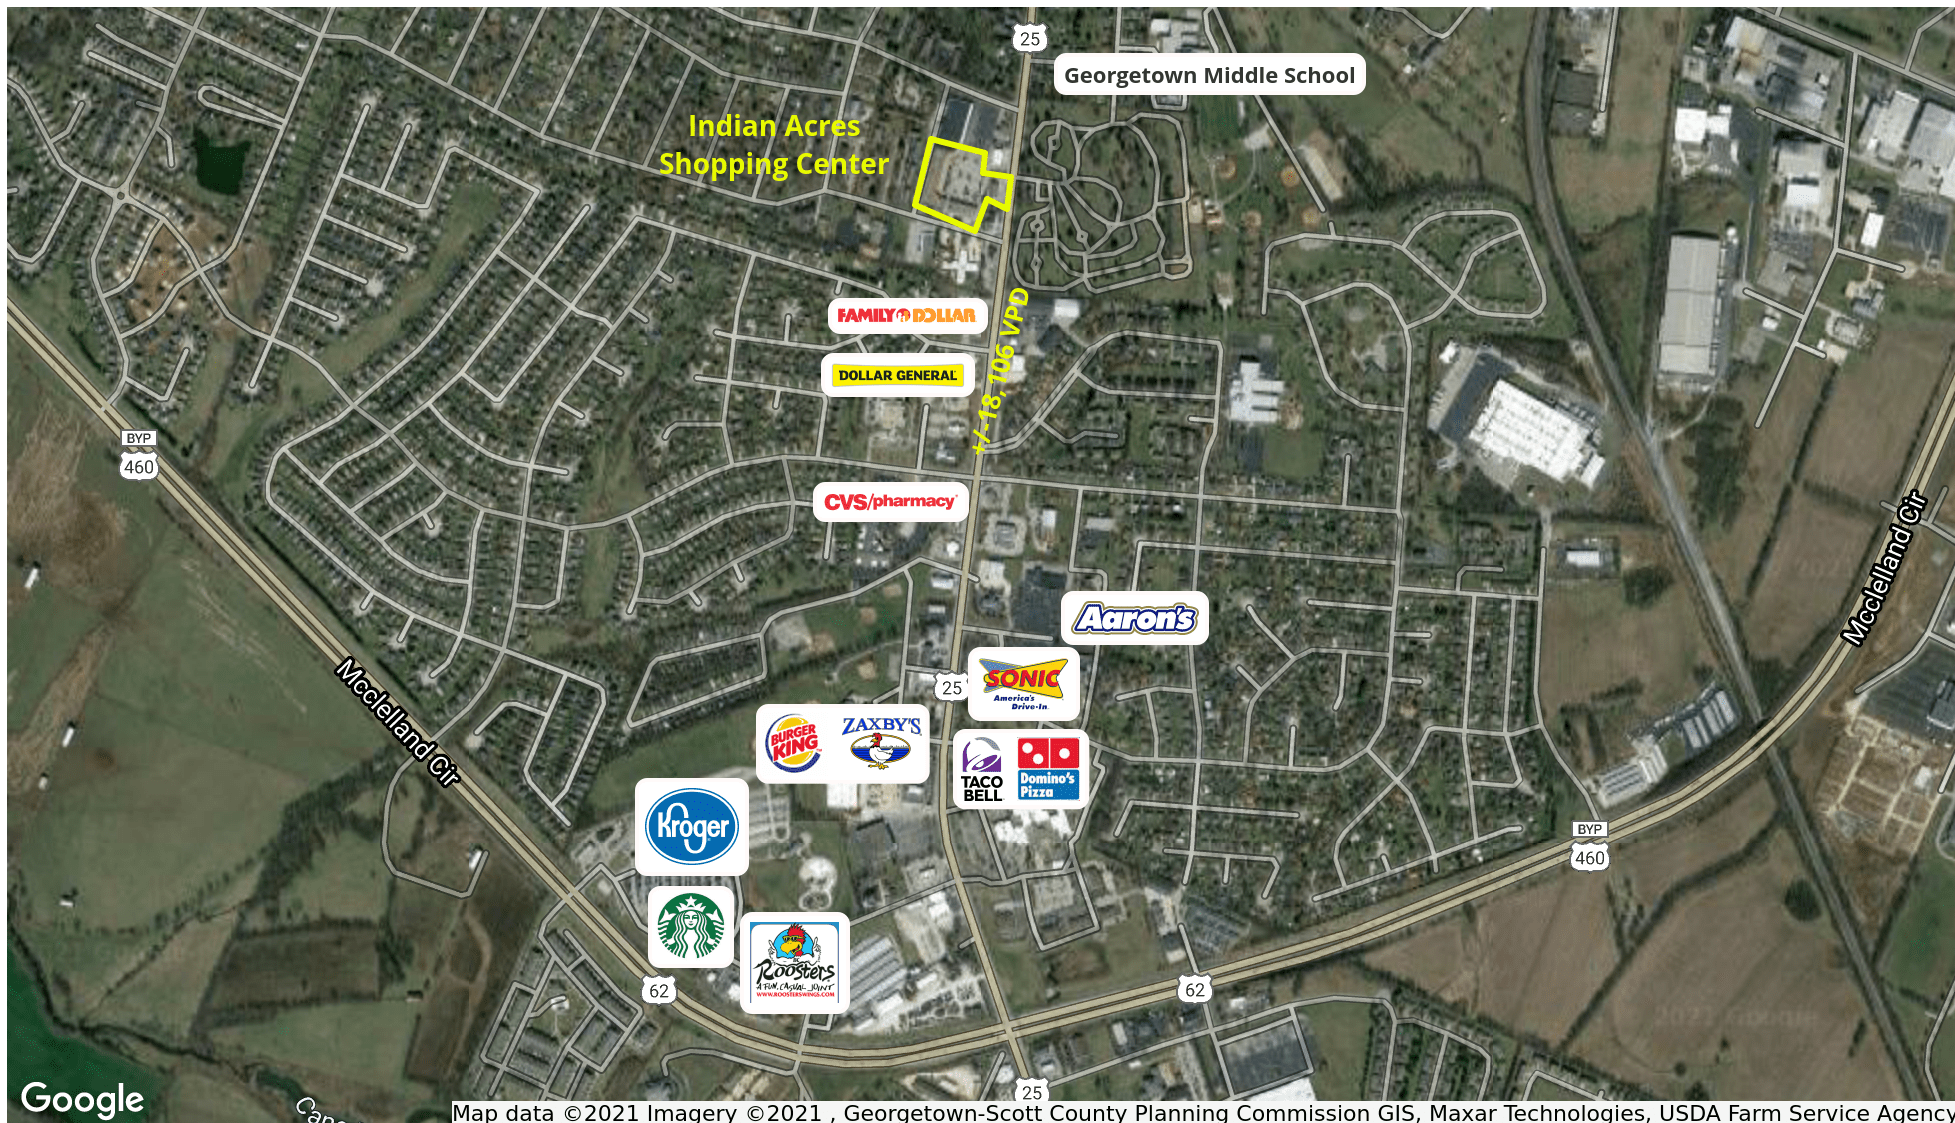 25
Georgetown Middle School
Indian Acres
Shopping Center
FAMILY DOLLAR
+/-18,106 VPD
DOLLAR GENERAL
BYP
460
CVS/pharmacy
Mcclelland Cir
Aaron's
Mcclelland Cir
25
SONIC
America's
Drive-In.
BURGER
KING
ZAXBY'S
TACO
BELL
Domino's
Pizza
Kroger
BYP
460
Roosters
A FUN, CASUAL JOINT
WWW.ROOSTERSWINGS.COM
62
62
25
Google
Map data ©2021 Imagery ©2021 , Georgetown-Scott County Planning Commission GIS, Maxar Technologies, USDA Farm Service Agency